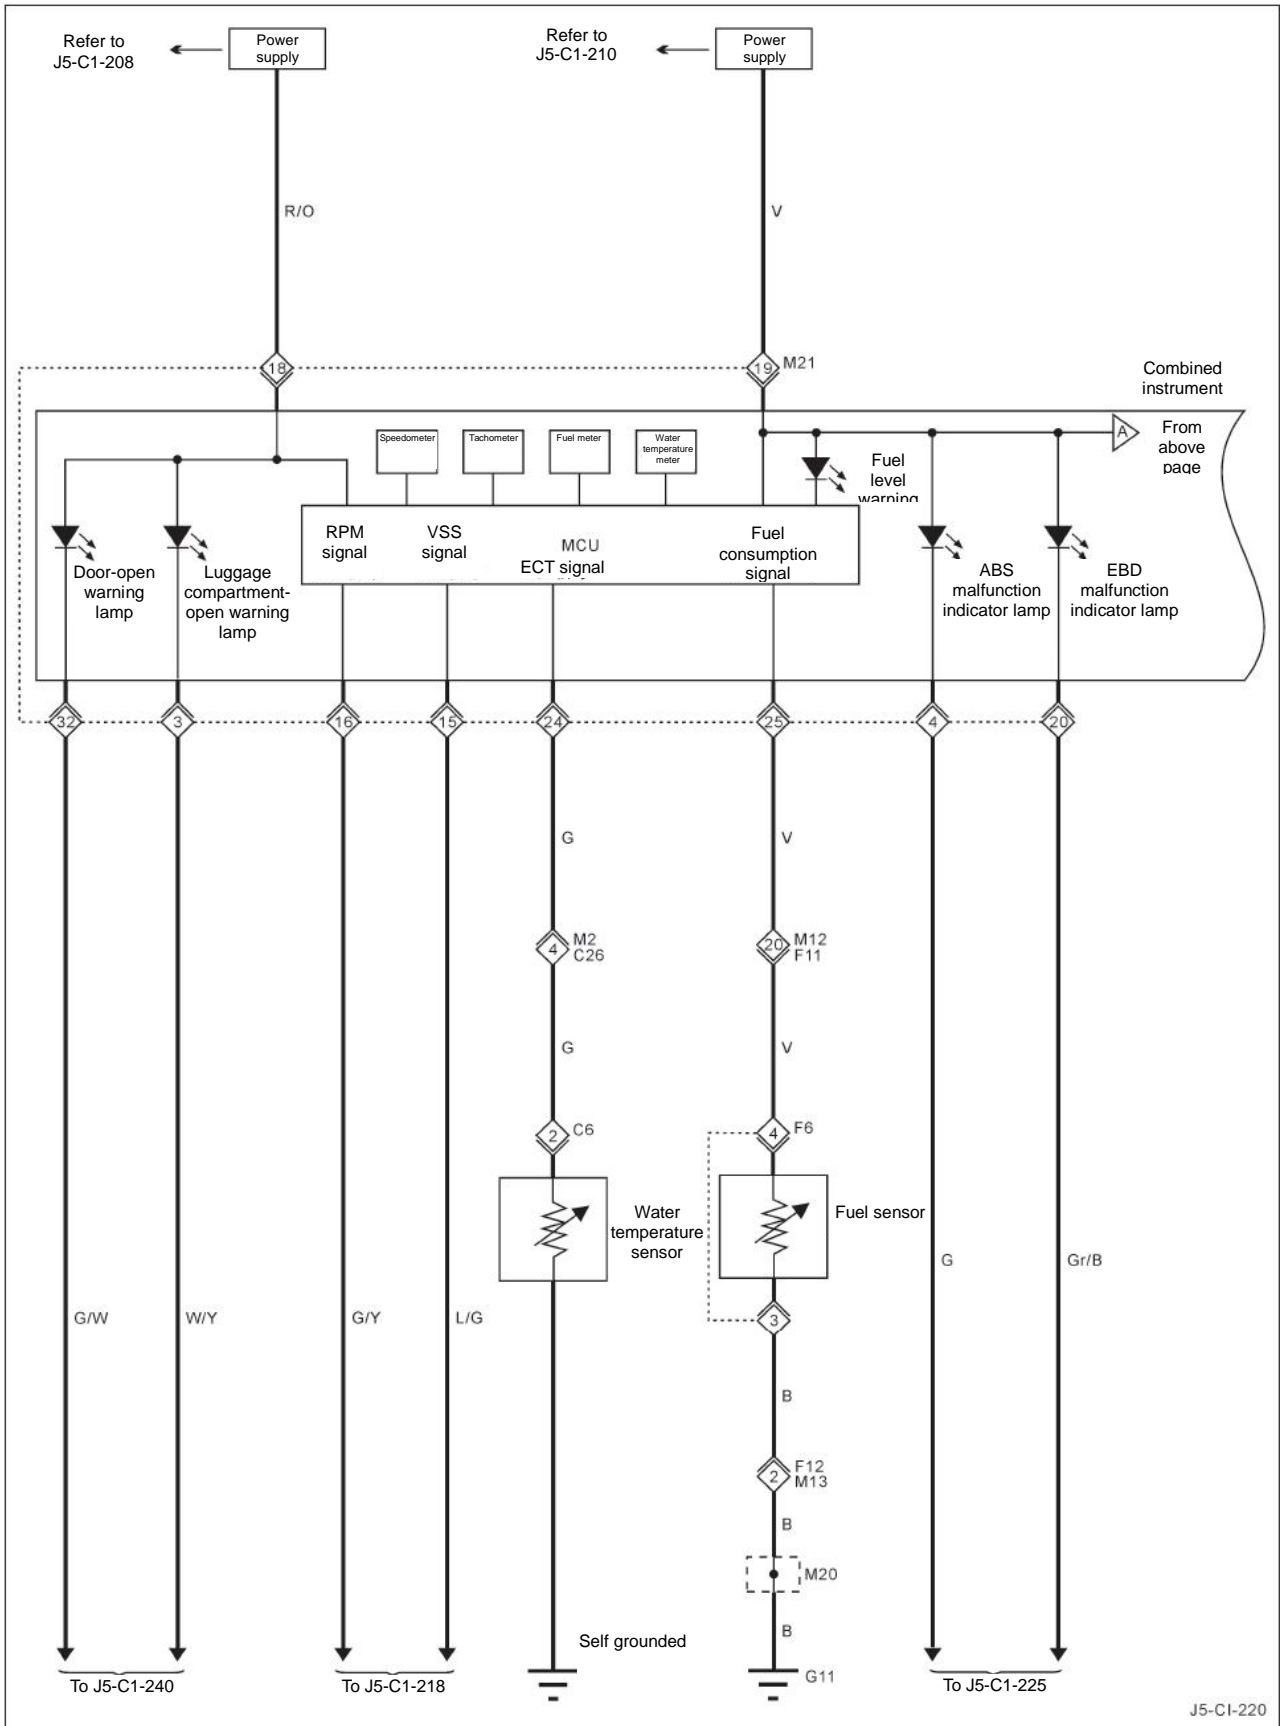 Refer to
J5-C1-208
Power
supply
Refer to
J5-C1-210
Power
supply
R/O
V
18
19
M21
Combined
instrument
Speedometer
Tachometer
Fuel meter
Water
temperature
meter
A
From
above
page
Fuel
level
warning
RPM
signal
VSS
signal
MCU
ECT signal
Fuel
consumption
signal
Door-open
warning
lamp
Luggage
compartment-
open warning
lamp
ABS
malfunction
indicator lamp
EBD
malfunction
indicator lamp
32
3
16
15
24
25
4
20
G
V
4
M2
C26
20
M12
F11
G
V
2
C6
4
F6
Water
temperature
sensor
Fuel sensor
G
Gr/B
G/W
W/Y
G/Y
L/G
3
B
2
F12
M13
B
M20
B
Self grounded
G11
To J5-C1-240
To J5-C1-218
To J5-C1-225
J5-CI-220